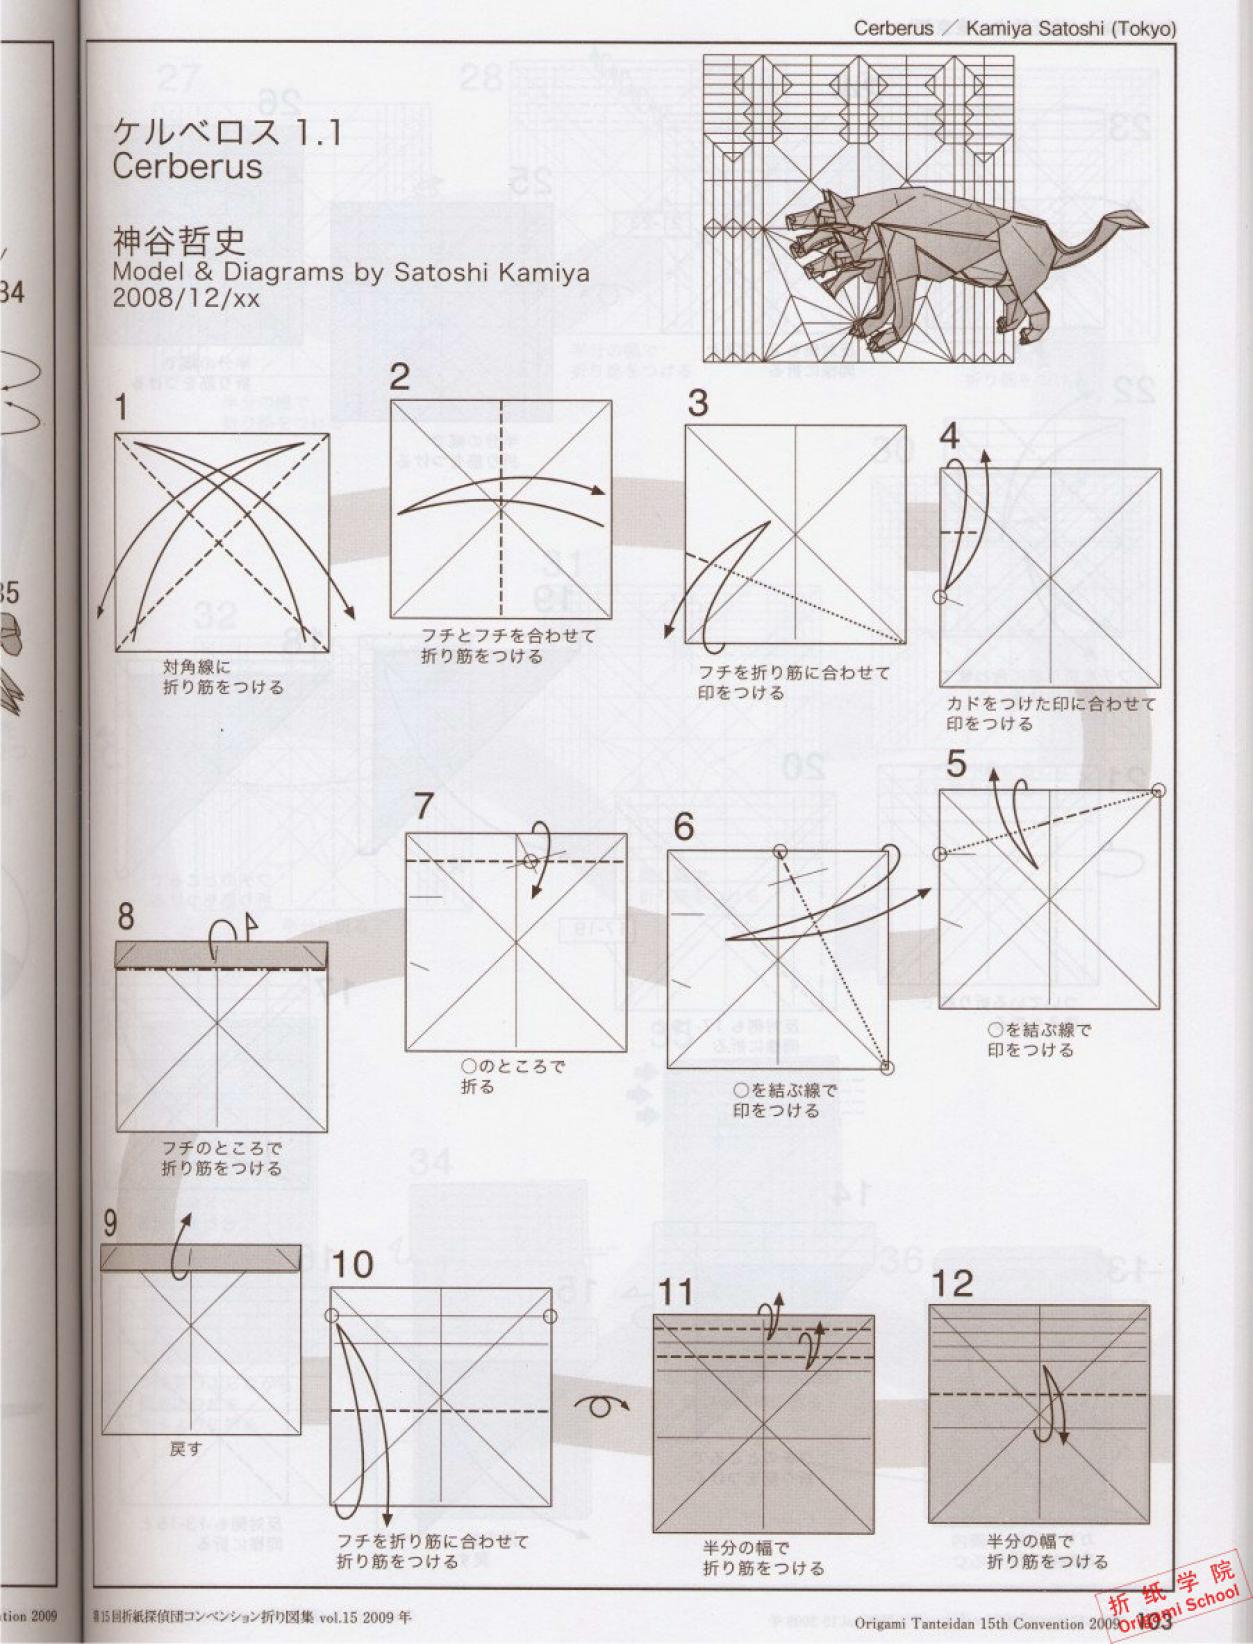 Cerberus ／ Kamiya Satoshi (Tokyo)
ケルベロス 1.1
Cerberus
神谷哲史
Model & Diagrams by Satoshi Kamiya
2008/12/xx
34
35
1
対角線に
折り筋をつける
2
フチとフチを合わせて
折り筋をつける
3
フチを折り筋に合わせて
印をつける
4
カドをつけた印に合わせて
印をつける
5
○を結ぶ線で
印をつける
6
○を結ぶ線で
印をつける
7
○のところで
折る
8
フチのところで
折り筋をつける
9
戻す
10
フチを折り筋に合わせて
折り筋をつける
11
半分の幅で
折り筋をつける
12
半分の幅で
折り筋をつける
2009
第15回折紙探偵団コンベンション折り図集 vol.15 2009 年
Origami Tanteidan 15th Convention 2009
103
折纸学院
Origami School